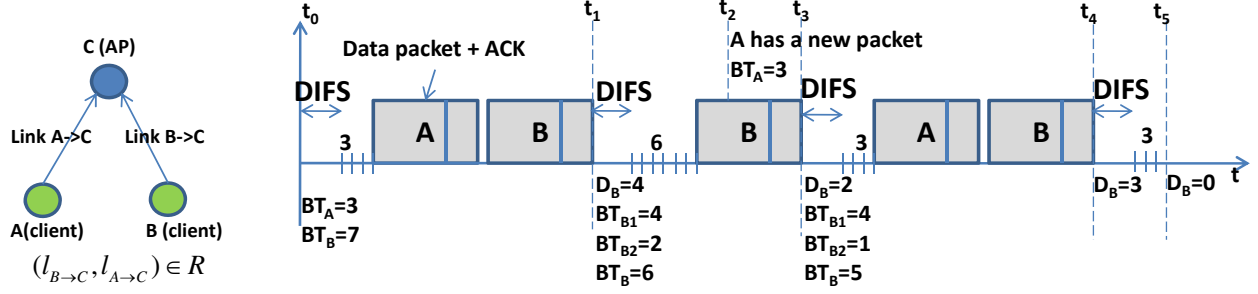 C (AP)
Link A->C
Link B->C
A(client)
B (client)
(l_{B→C}, l_{A→C}) ∈ R
t₀
t₁
t₂
t₃
t₄
t₅
Data packet + ACK
A has a new packet
BT_A=3
DIFS
DIFS
DIFS
DIFS
3
A
B
6
B
3
A
B
3
t
BT_A=3
BT_B=7
D_B=4
BT_B1=4
BT_B2=2
BT_B=6
D_B=2
BT_B1=4
BT_B2=1
BT_B=5
D_B=3
D_B=0